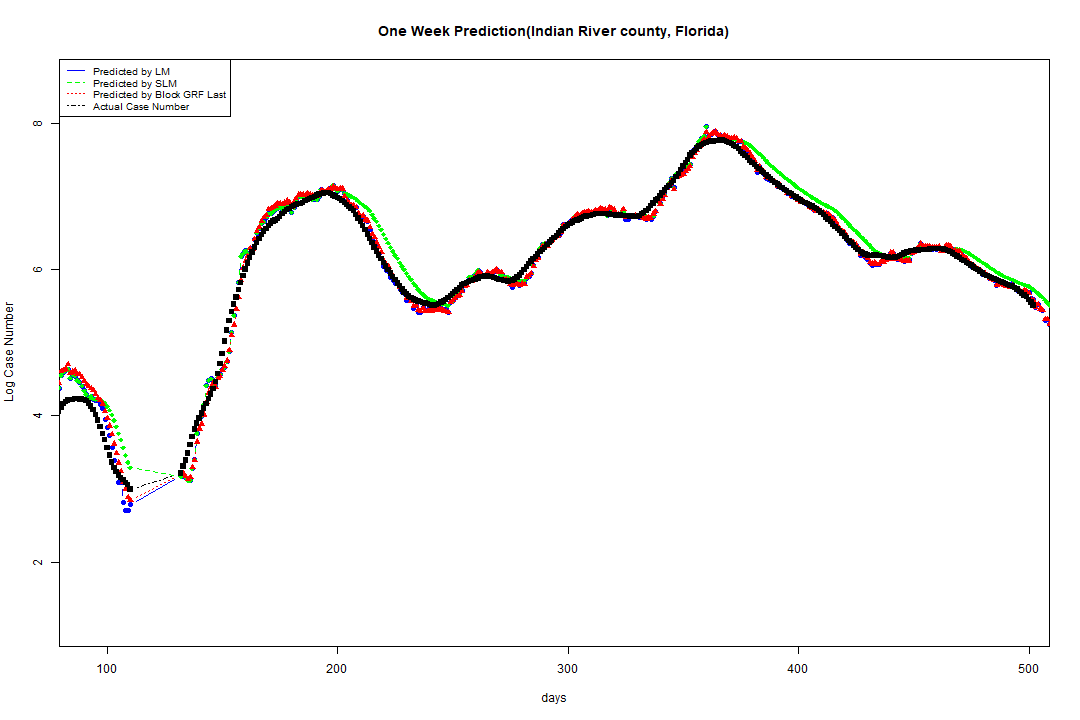 One Week Prediction(Indian River county, Florida)
Predicted by LM
Predicted by SLM
Predicted by Block GRF Last
Actual Case Number
8
6
4
2
Log Case Number
100 200 300 400 500
days